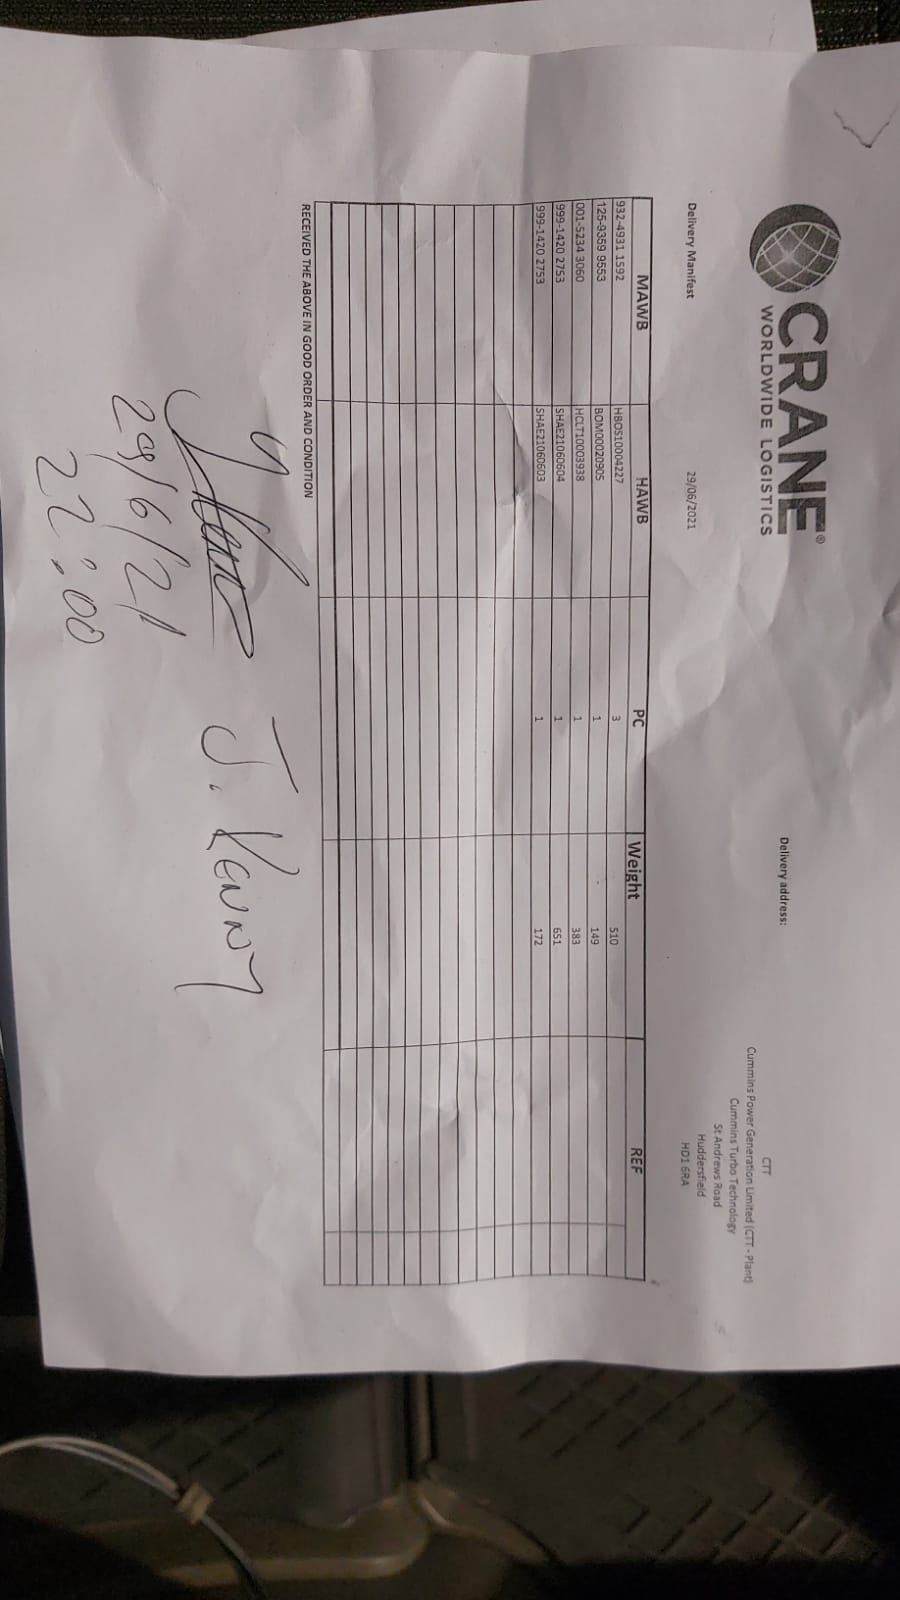 CRANE®
WORLDWIDE LOGISTICS
Delivery address:
CTT
Cummins Power Generation Limited (CTT - Plant)
Cummins Turbo Technology
St Andrews Road
Huddersfield
HD1 6RA
Delivery Manifest 29/06/2021
MAWB HAWB PC Weight REF
932-4931 1592 HBOS10004227 3 510
125-9359 9553 BOM00020905 1 149
001-5234 3060 HCLT10003938 1 383
999-1420 2753 SHAE21060604 1 651
999-1420 2753 SHAE21060603 1 172
RECEIVED THE ABOVE IN GOOD ORDER AND CONDITION
J. KENNY
29/6/21
22:00